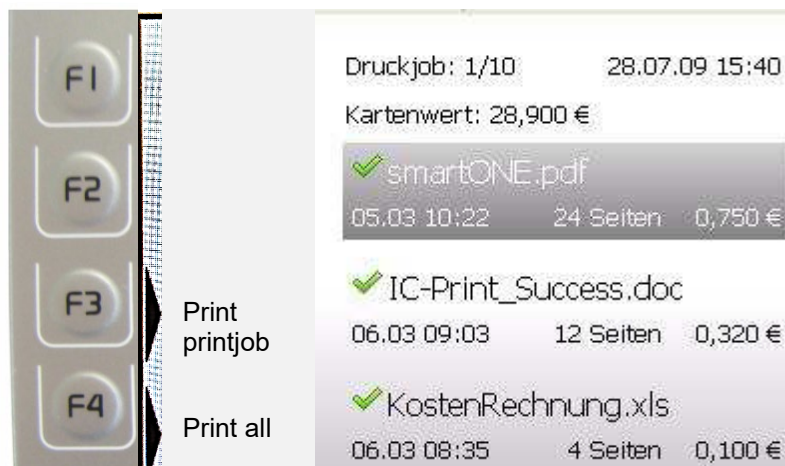 F1
F2
F3
F4
Print
printjob
Print all
Druckjob: 1/10 28.07.09 15:40
Kartenwert: 28,900 €
smartONE.pdf
05.03 10:22 24 Seiten 0,750 €
IC-Print_Success.doc
06.03 09:03 12 Seiten 0,320 €
KostenRechnung.xls
06.03 08:35 4 Seiten 0,100 €